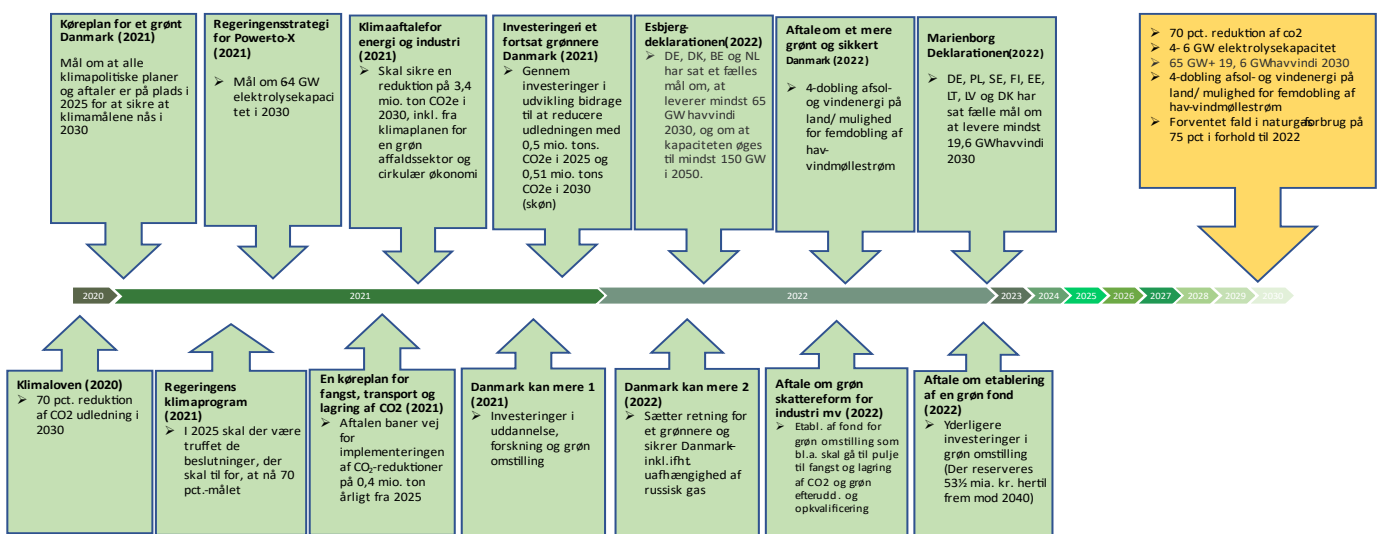 Køreplan for et grønt
Danmark (2021)
Mål om at alle
klimapolitiske planer
og aftaler er på plads i
2025 for at sikre at
klimamålene nås i
2030
Regeringensstrategi
for Power-to-X
(2021)
➢ Mål om 64 GW
elektrolysekapaci
tet i 2030
Klimaaftalefor
energi og industri
(2021)
➢ Skal sikre en
reduktion på 3,4
mio. ton CO2e i
2030, inkl. fra
klimaplanen for
en grøn
affaldssektor og
cirkulær økonomi
Investeringeri et
fortsat grønnere
Danmark (2021)
➢ Gennem
investeringer i
udvikling bidrage
til at reducere
udledningen med
0,5 mio. tons.
CO2e i 2025 og
0,51 mio. tons
CO2e i 2030
(skøn)
Esbjerg-
deklarationen(2022)
➢ DE, DK, BE og NL
har sat et fælles
mål om, at
leverer mindst 65
GW havvindi
2030, og om at
kapaciteten øges
til mindst 150 GW
i 2050.
Aftaleom et mere
grønt og sikkert
Danmark (2022)
➢ 4-dobling afsol-
og vindenergi på
land/ mulighed
for femdobling af
hav-
vindmøllestrøm
Marienborg
Deklarationen(2022)
➢ DE, PL, SE, FI, EE,
LT, LV og DK har
sat fælle mål om
at levere mindst
19,6 GWhavvindi
2030
➢ 70 pct. reduktion af co2
➢ 4- 6 GW elektrolysekapacitet
➢ 65 GW+ 19, 6 GWhavvindi 2030
➢ 4-dobling afsol- og vindenergi på
land/ mulighed for femdobling af
hav-vindmøllestrøm
➢ Forventet fald i naturgasforbrug på
75 pct i forhold til 2022
2020 2021 2022 2023 2024 2025 2026 2027 2028 2029 2030
Klimaloven (2020)
➢ 70 pct. reduktion
af CO2 udledning i
2030
Regeringens
klimaprogram
(2021)
➢ I 2025 skal der være
truffet de
beslutninger, der
skal til for, at nå 70
pct.-målet
En køreplan for
fangst, transport og
lagring af CO2 (2021)
➢ Aftalen baner vej
for
implementeringen
af CO₂-reduktioner
på 0,4 mio. ton
årligt fra 2025
Danmark kan mere 1
(2021)
➢ Investeringer i
uddannelse,
forskning og grøn
omstilling
Danmark kan mere 2
(2022)
➢ Sætter retning for
et grønnere og
sikrer Danmark-
inkl.ifht.
uafhængighed af
russisk gas
Aftale om grøn
skattereform for
industri mv (2022)
➢ Etabl. af fond for
grøn omstilling som
bl.a. skal gå til pulje
til fangst og lagring
af CO2 og grøn
efterudd. og
opkvalificering
Aftale om etablering
af en grøn fond
(2022)
➢ Yderligere
investeringer i
grøn omstilling
(Der reserveres
53½ mia. kr. hertil
frem mod 2040)